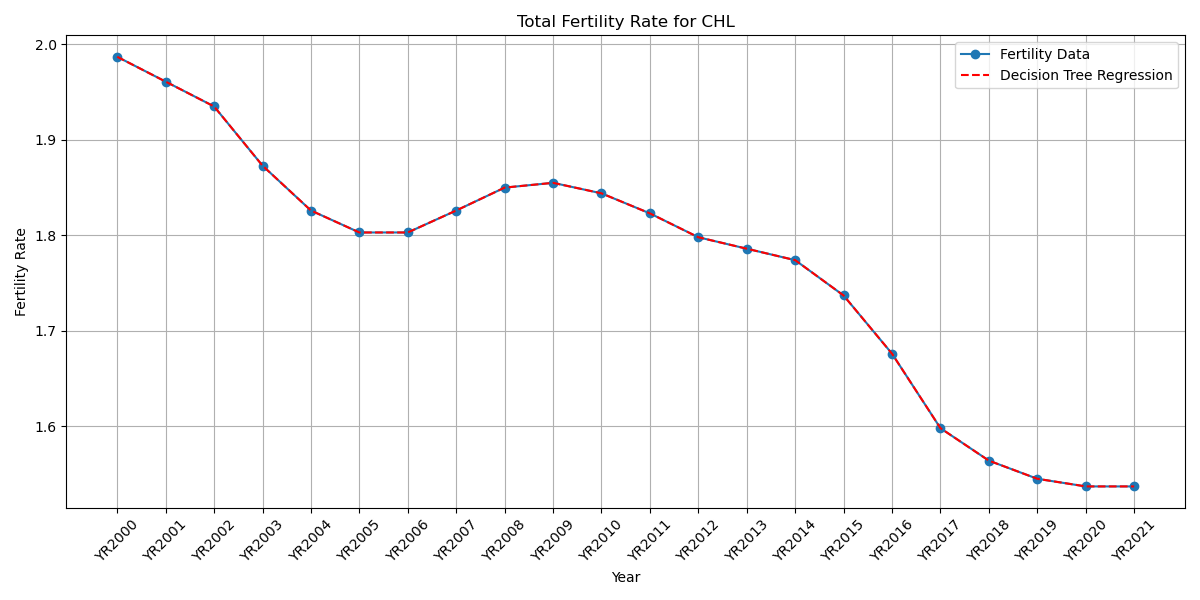 Total Fertility Rate for CHL
Fertility Data
Decision Tree Regression
2.0
1.9
1.8
1.7
1.6
Fertility Rate
YR2000
YR2001
YR2002
YR2003
YR2004
YR2005
YR2006
YR2007
YR2008
YR2009
YR2010
YR2011
YR2012
YR2013
YR2014
YR2015
YR2016
YR2017
YR2018
YR2019
YR2020
YR2021
Year